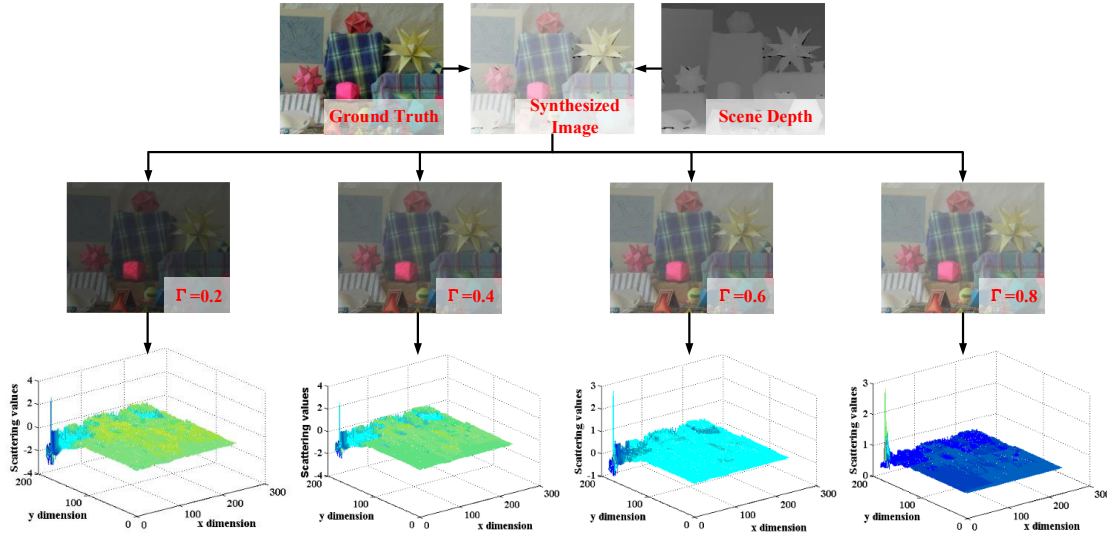 Ground Truth
Synthesized
Image
Scene Depth
Γ=0.2
Γ=0.4
Γ=0.6
Γ=0.8
Scattering values
4
2
0
-2
-4
200
100
0
y dimension
0
100
200
300
x dimension
Scattering values
4
2
0
-2
-4
200
100
0
y dimension
0
100
200
300
x dimension
Scattering values
3
2
1
0
-1
200
100
0
y dimension
0
100
200
300
x dimension
Scattering values
3
2
1
0
200
100
0
y dimension
0
100
200
300
x dimension